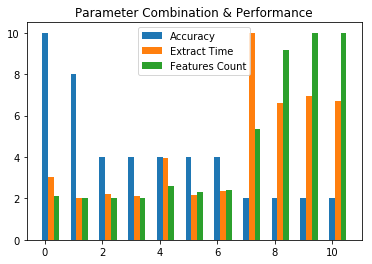 Parameter Combination & Performance
Accuracy
Extract Time
Features Count
10
8
6
4
2
0
0 2 4 6 8 10